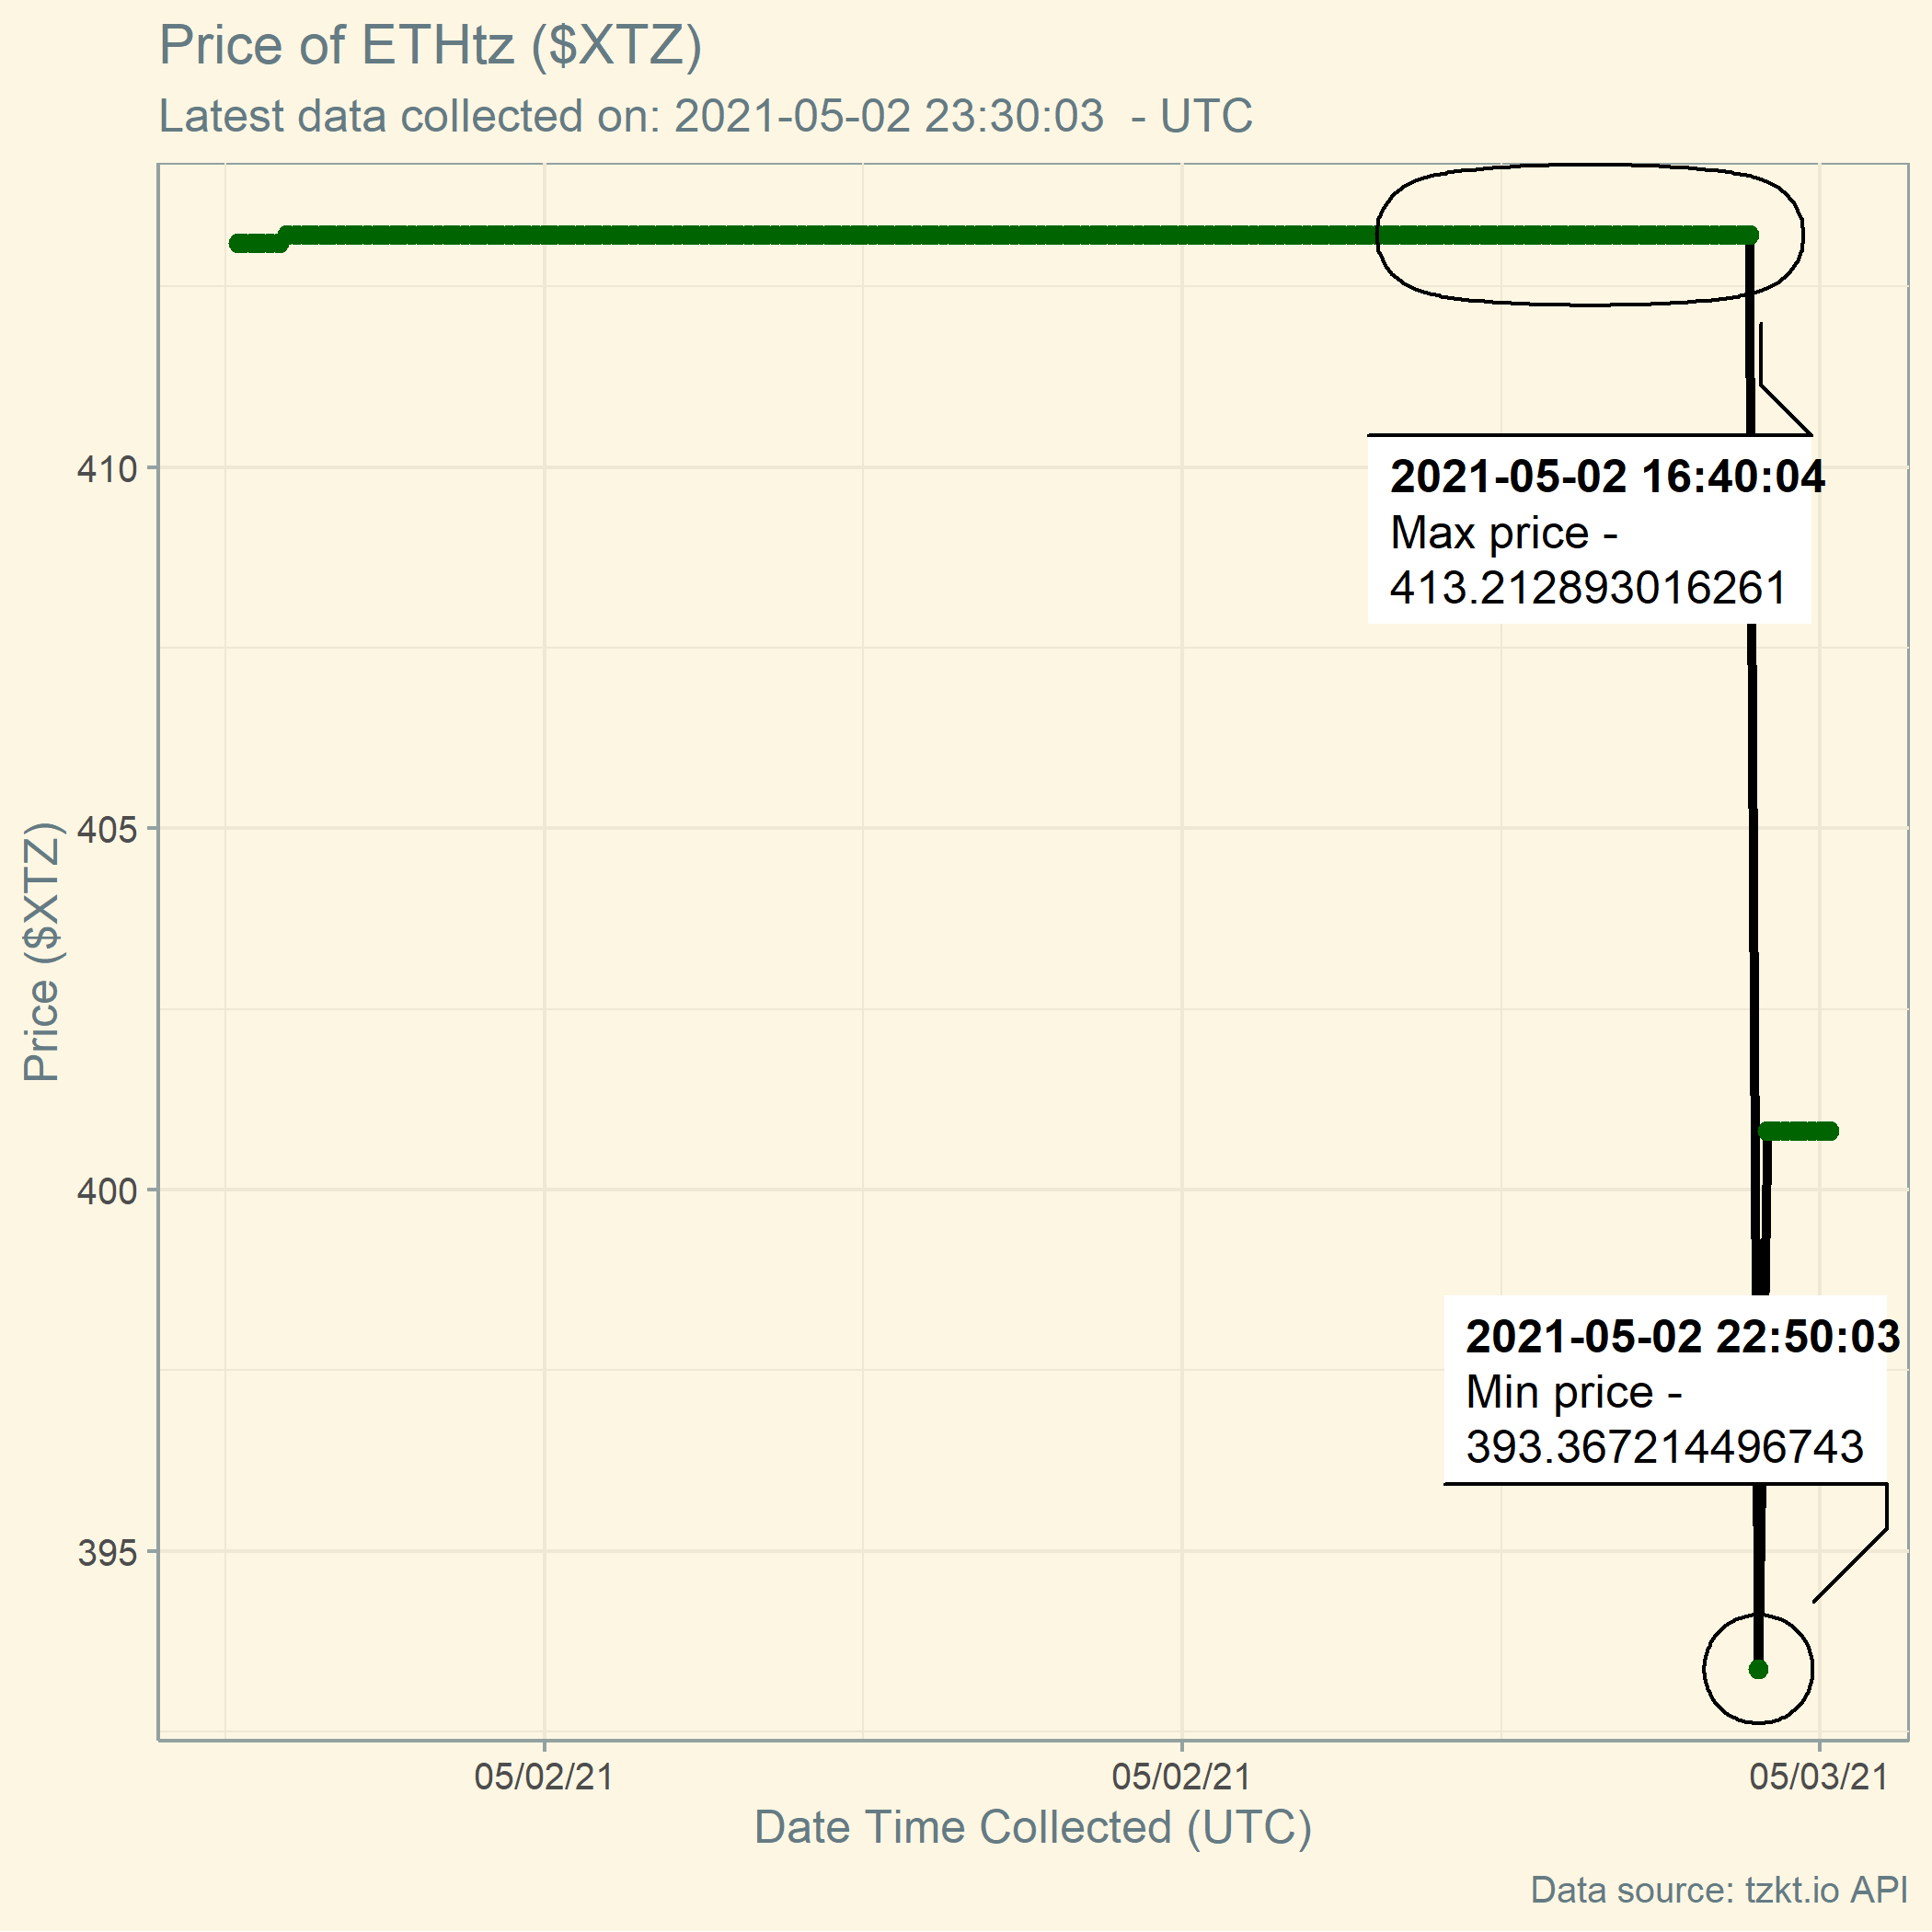 Price of ETHtz ($XTZ)
Latest data collected on: 2021-05-02 23:30:03  - UTC
2021-05-02 16:40:04
Max price -
413.212893016261
2021-05-02 22:50:03
Min price -
393.367214496743
410
405
400
395
Price ($XTZ)
05/02/21
05/02/21
05/03/21
Date Time Collected (UTC)
Data source: tzkt.io API